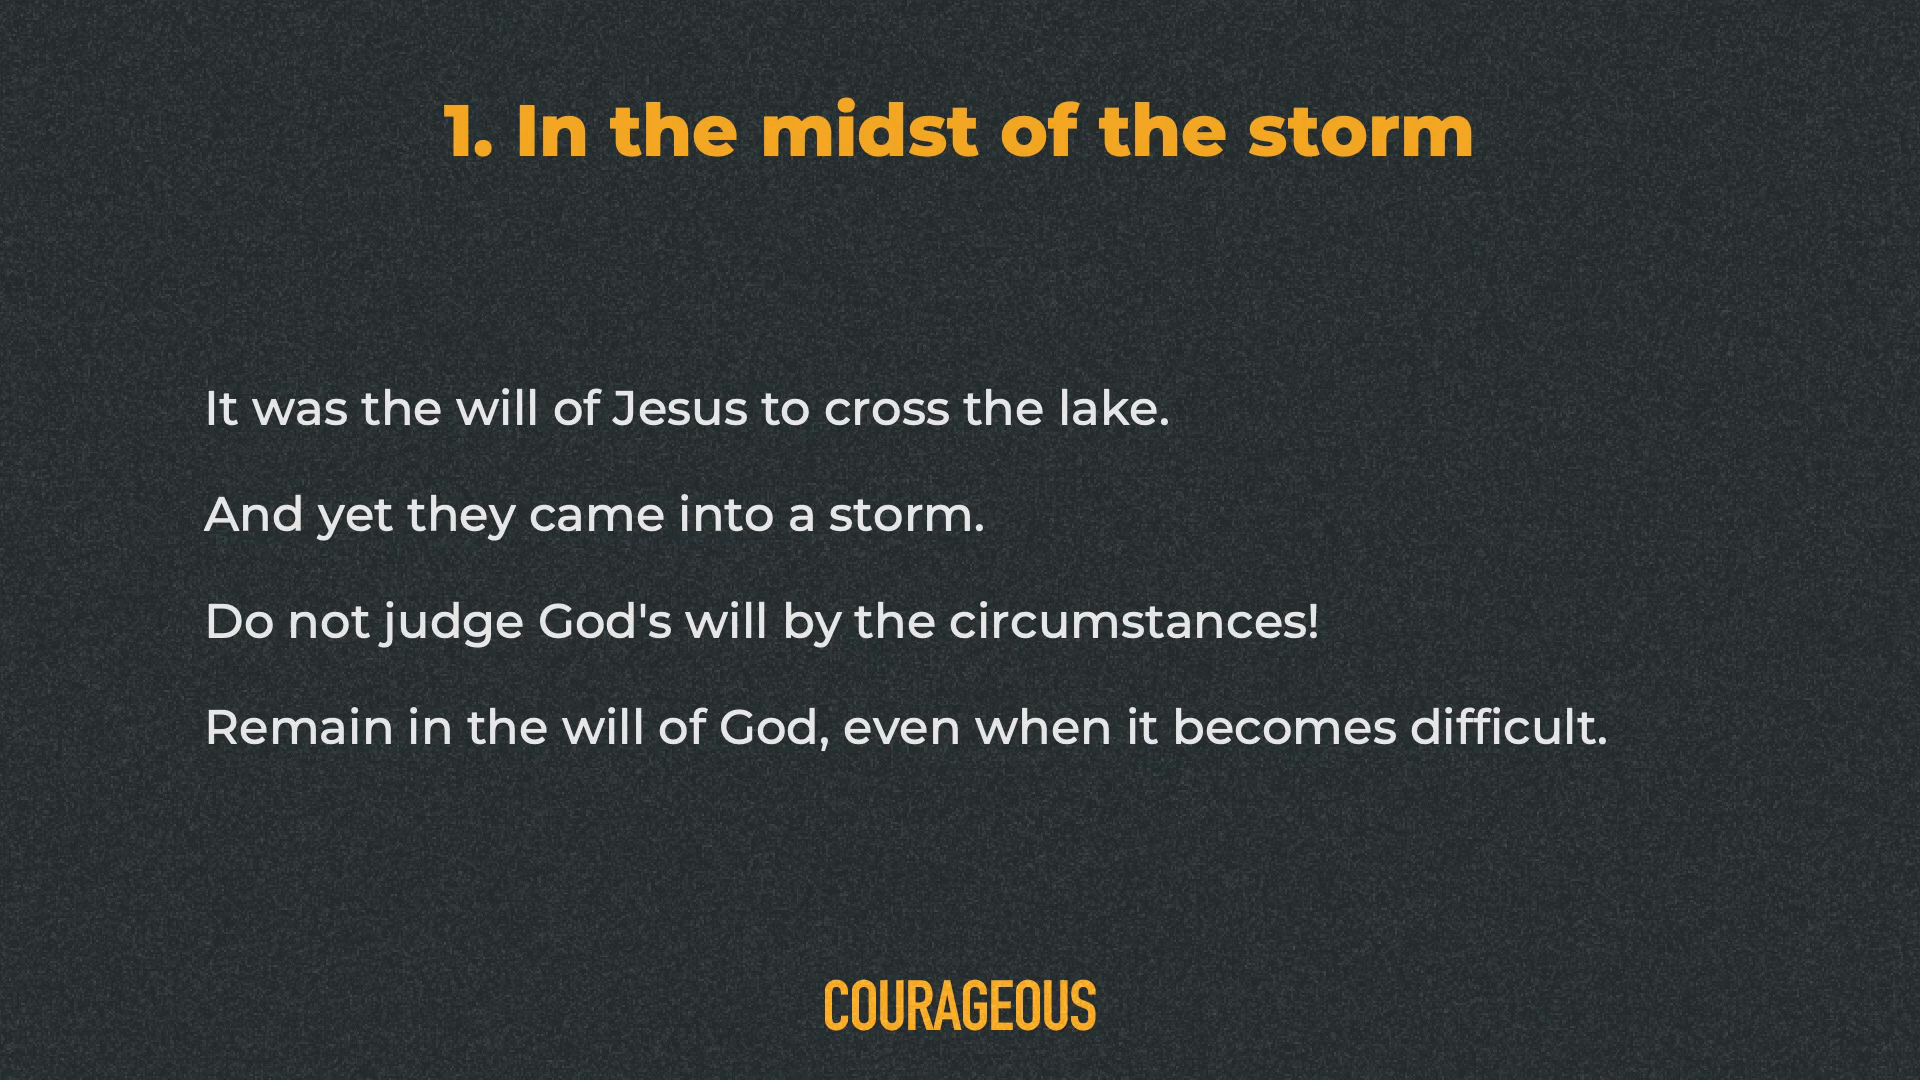 1. In the midst of the storm
It was the will of Jesus to cross the lake.
And yet they came into a storm.
Do not judge God's will by the circumstances!
Remain in the will of God, even when it becomes difficult.
COURAGEOUS